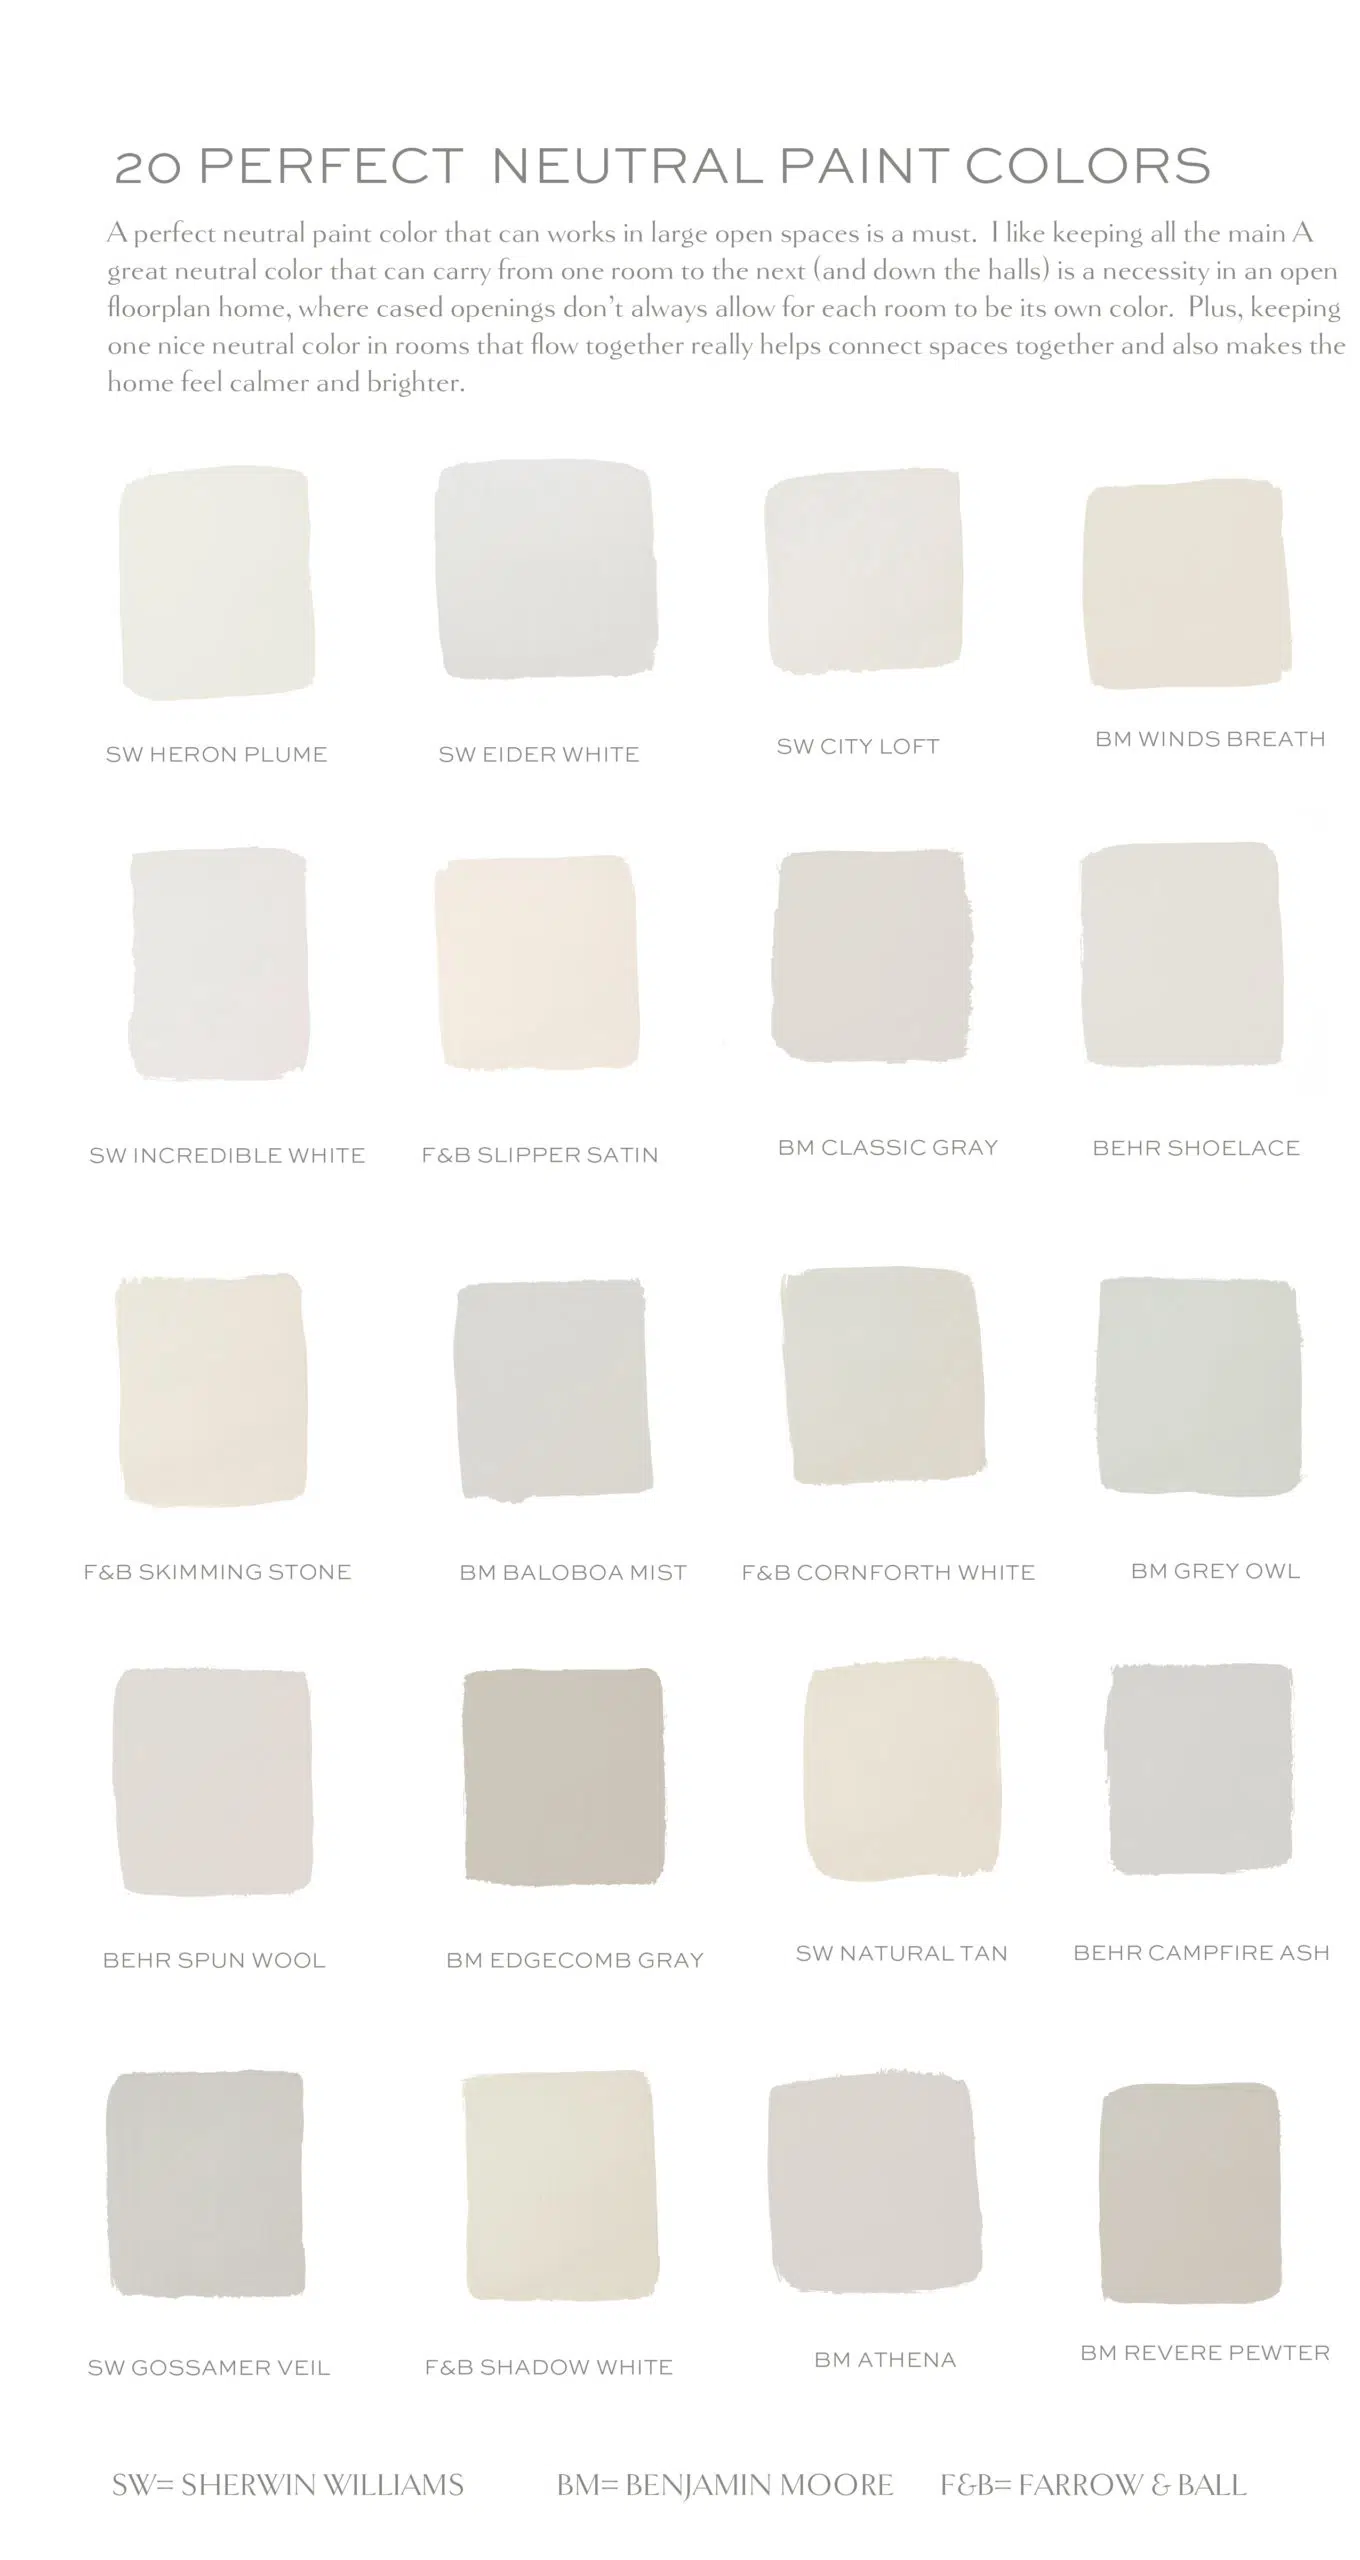 20 PERFECT NEUTRAL PAINT COLORS
A perfect neutral paint color that can works in large open spaces is a must. I like keeping all the main A
great neutral color that can carry from one room to the next (and down the halls) is a necessity in an open
floorplan home, where cased openings don't always allow for each room to be its own color. Plus, keeping
one nice neutral color in rooms that flow together really helps connect spaces together and also makes the
home feel calmer and brighter.
SW HERON PLUME
SW EIDER WHITE
SW CITY LOFT
BM WINDS BREATH
SW INCREDIBLE WHITE
F&B SLIPPER SATIN
BM CLASSIC GRAY
BEHR SHOELACE
F&B SKIMMING STONE
BM BALOBOA MIST
F&B CORNFORTH WHITE
BM GREY OWL
BEHR SPUN WOOL
BM EDGECOMB GRAY
SW NATURAL TAN
BEHR CAMPFIRE ASH
SW GOSSAMER VEIL
F&B SHADOW WHITE
BM ATHENA
BM REVERE PEWTER
SW= SHERWIN WILLIAMS
BM= BENJAMIN MOORE
F&B= FARROW & BALL